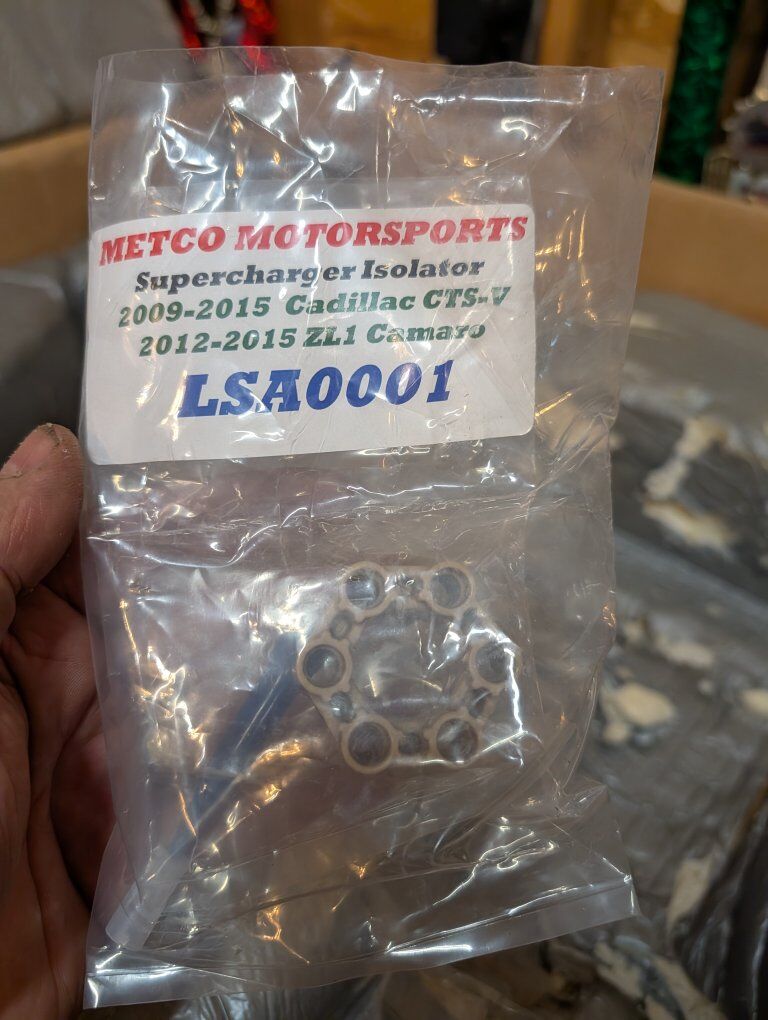 METCO MOTORSPORTS
Supercharger Isolator
2009-2015 Cadillac CTS-V
2012-2015 ZL1 Camaro
LSA0001